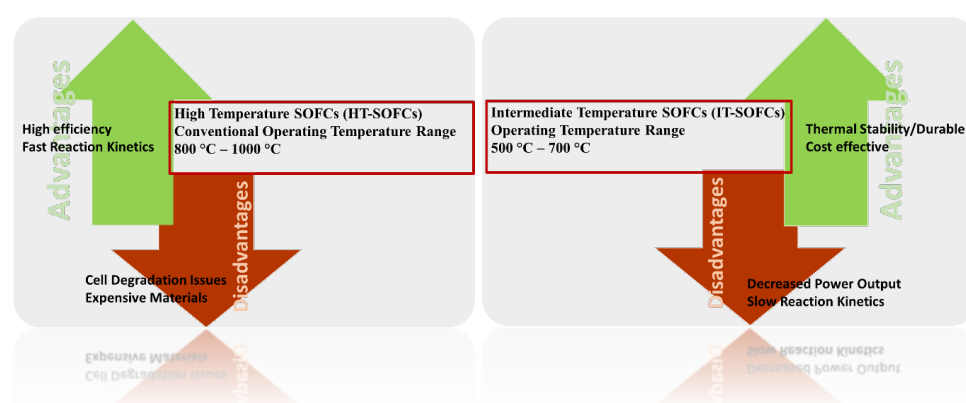 Advantages
High efficiency
Fast Reaction Kinetics
High Temperature SOFCs (HT-SOFCs)
Conventional Operating Temperature Range
800 °C – 1000 °C
Disadvantages
Cell Degradation Issues
Expensive Materials
Intermediate Temperature SOFCs (IT-SOFCs)
Operating Temperature Range
500 °C – 700 °C
Advantages
Thermal Stability/Durable
Cost effective
Disadvantages
Decreased Power Output
Slow Reaction Kinetics